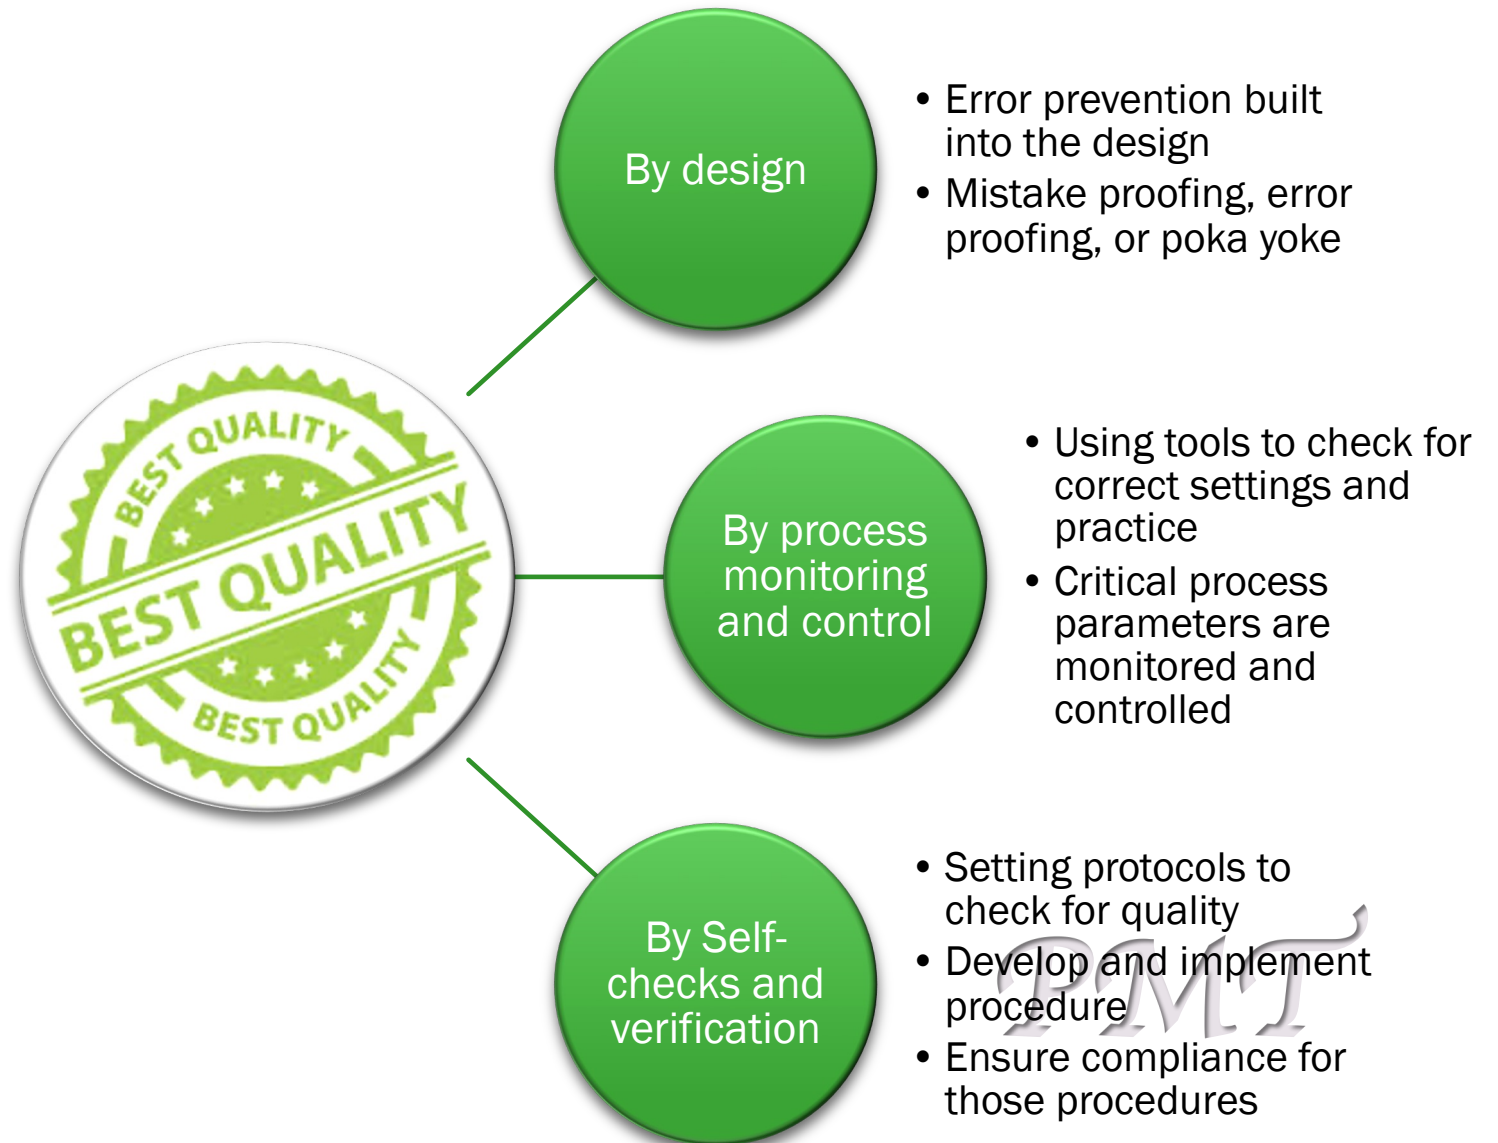 By design
• Error prevention built
into the design
• Mistake proofing, error
proofing, or poka yoke
BEST QUALITY
BEST QUALITY
BEST QUALITY
By process
monitoring
and control
• Using tools to check for
correct settings and
practice
• Critical process
parameters are
monitored and
controlled
By Self-
checks and
verification
• Setting protocols to
check for quality
• Develop and implement
procedure
• Ensure compliance for
those procedures
PMT